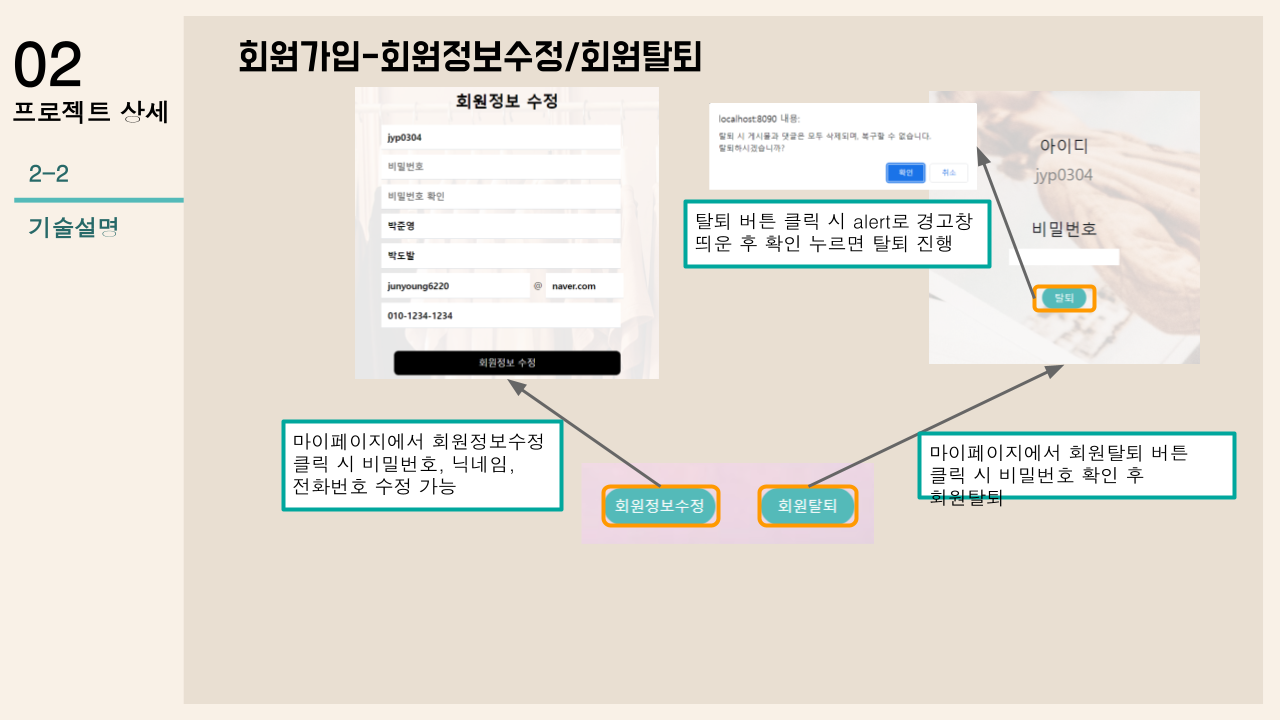 02
프로젝트 상세
2-2
기술설명
회원가입-회원정보수정/회원탈퇴
회원정보 수정
jyp0304
비밀번호
비밀번호 확인
박준영
박도발
junyoung6220 @ naver.com
010-1234-1234
회원정보 수정
localhost:8090 내용:
탈퇴 시 게시물과 댓글은 모두 삭제되며, 복구할 수 없습니다.
탈퇴하시겠습니까?
확인 취소
탈퇴 버튼 클릭 시 alert로 경고창
띄운 후 확인 누르면 탈퇴 진행
아이디
jyp0304
비밀번호
탈퇴
마이페이지에서 회원정보수정
클릭 시 비밀번호, 닉네임,
전화번호 수정 가능
회원정보수정 회원탈퇴
마이페이지에서 회원탈퇴 버튼
클릭 시 비밀번호 확인 후
회원탈퇴